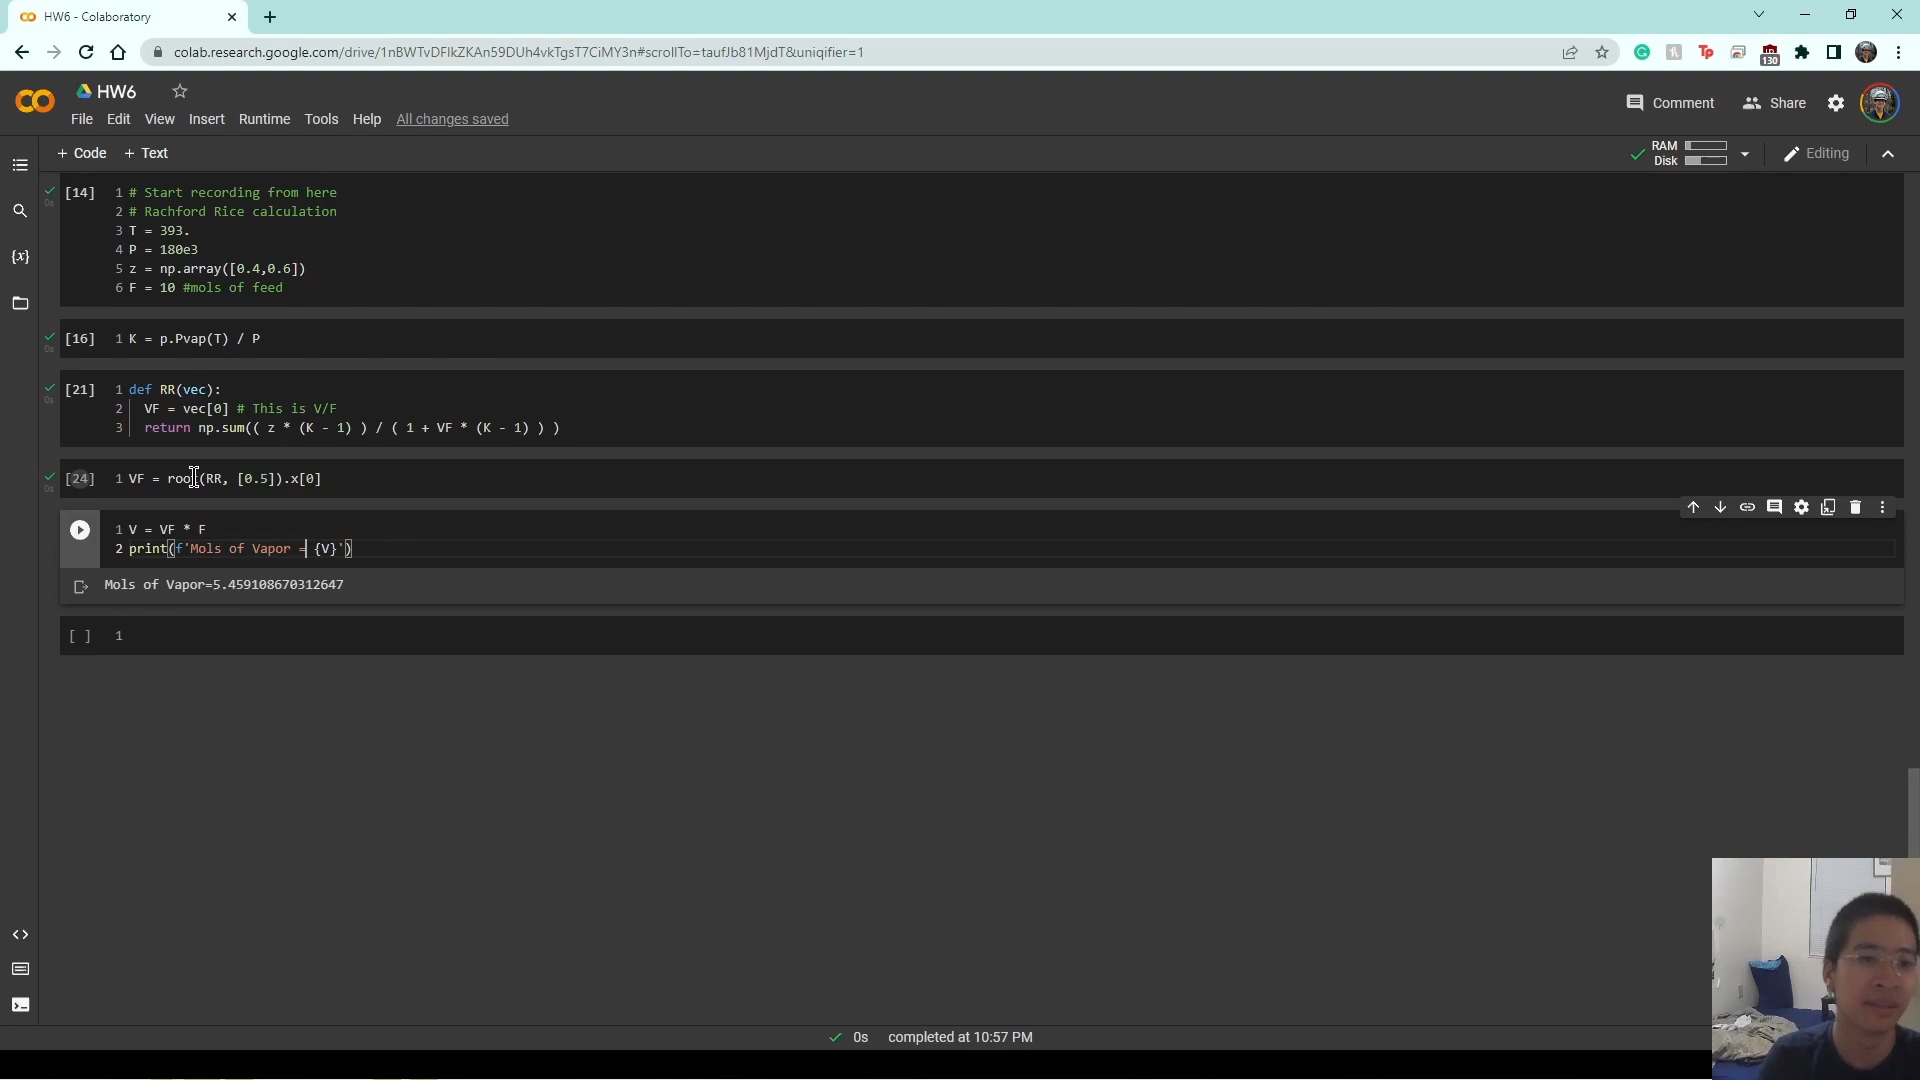 HW6 - Colaboratory
colab.research.google.com/drive/1nBWTvDFlkZKAn59DUh4vkTgsT7CiMY3n#scrollTo=taufJb81MjdT&uniqifier=1
130
HW6
Comment
Share
File Edit View Insert Runtime Tools Help All changes saved
+ Code + Text
RAM
Disk
Editing
[14] 1 # Start recording from here
2 # Rachford Rice calculation
3 T = 393.
4 P = 180e3
5 z = np.array([0.4,0.6])
6 F = 10 #mols of feed
0s
[16] 1 K = p.Pvap(T) / P
0s
[21] 1 def RR(vec):
2 VF = vec[0] # This is V/F
3 return np.sum(( z * (K - 1) ) / ( 1 + VF * (K - 1) ) )
0s
[24] 1 VF = root(RR, [0.5]).x[0]
0s
1 V = VF * F
2 print(f'Mols of Vapor = {V}')
Mols of Vapor=5.459108670312647
[ ] 1
{x}
0s completed at 10:57 PM